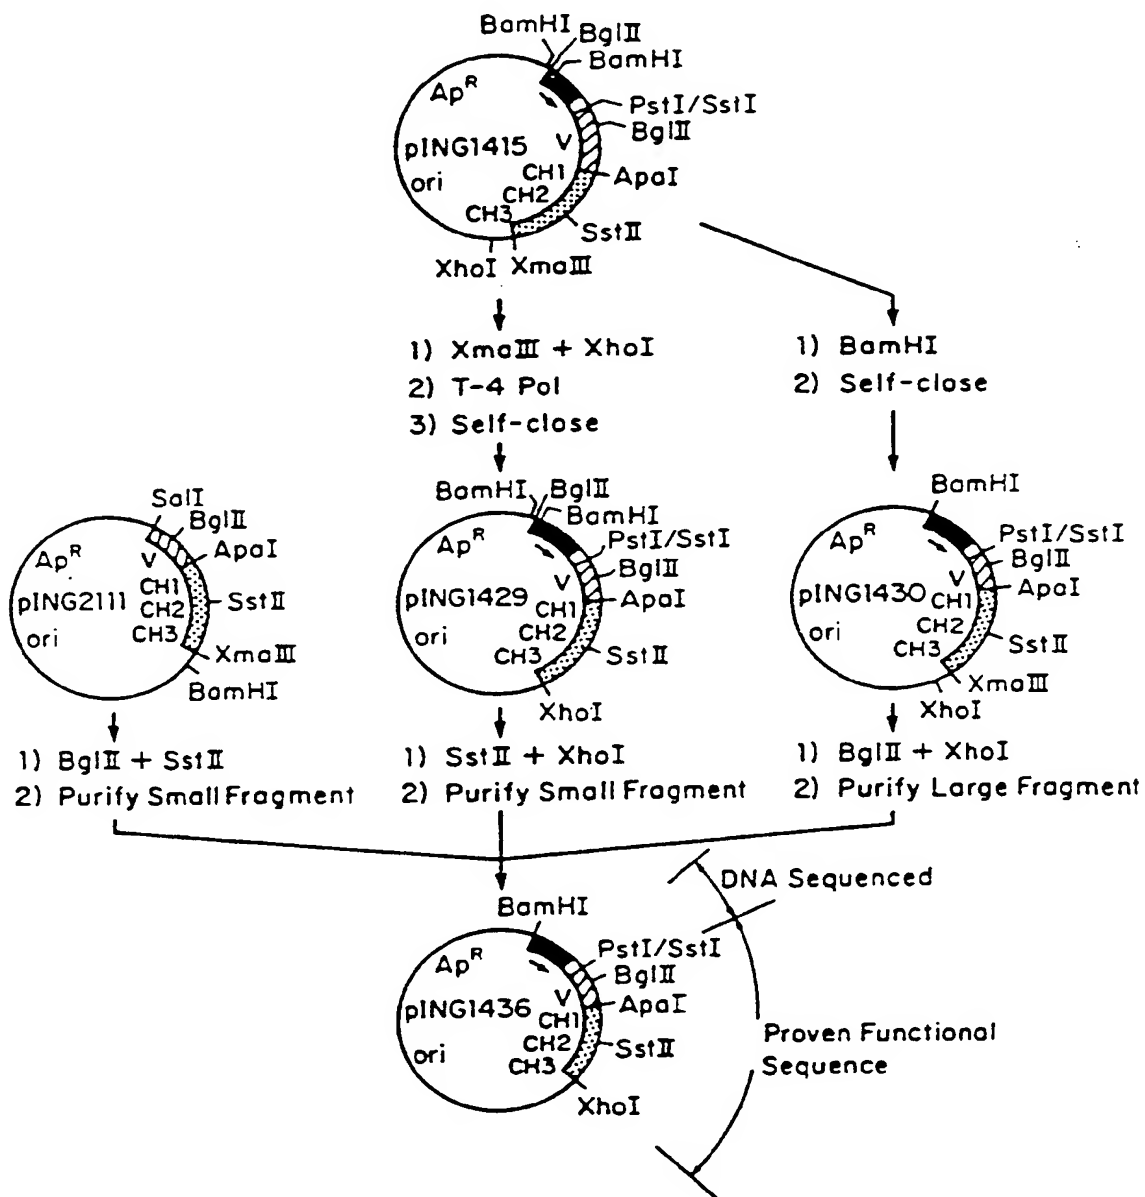 BamHI
BglII
BamHI
ApR
PstI/SstI
BglII
pING1415
V
CH1
ApaI
ori
CH2
CH3
SstII
XhoI XmaIII
1) XmaIII + XhoI
2) T-4 Pol
3) Self-close
1) BamHI
2) Self-close
SalI
BglII
ApaI
ApR
V
CH1
pING2111
CH2
SstII
ori
CH3
XmaIII
BamHI
BamHI
BglII
BamHI
ApR
PstI/SstI
BglII
V
pING1429
ApaI
CH1
ori
CH2
CH3
SstII
XhoI
BamHI
ApR
PstI/SstI
V
BglII
ApaI
pING1430
CH1
ori
CH2
CH3
SstII
XmaIII
XhoI
1) BglII + SstII
2) Purify Small Fragment
1) SstII + XhoI
2) Purify Small Fragment
1) BglII + XhoI
2) Purify Large Fragment
DNA Sequenced
BamHI
ApR
PstI/SstI
BglII
V
ApaI
pING1436
CH1
ori
CH2
SstII
CH3
XhoI
Proven Functional
Sequence